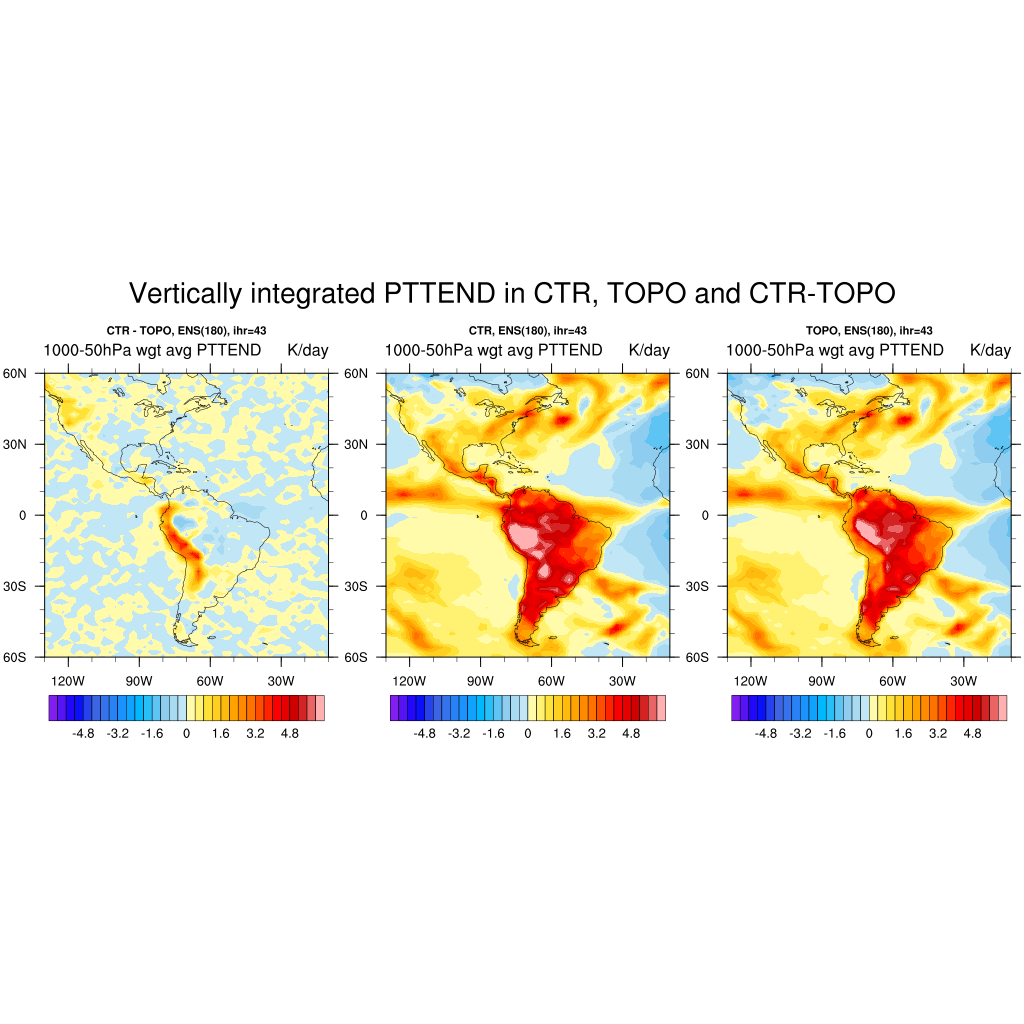 Vertically integrated PTTEND in CTR, TOPO and CTR-TOPO
CTR - TOPO, ENS(180), ihr=43
1000-50hPa wgt avg PTTEND K/day
60N
30N
0
30S
60S
120W 90W 60W 30W
-4.8 -3.2 -1.6 0 1.6 3.2 4.8
CTR, ENS(180), ihr=43
1000-50hPa wgt avg PTTEND K/day
60N
30N
0
30S
60S
120W 90W 60W 30W
-4.8 -3.2 -1.6 0 1.6 3.2 4.8
TOPO, ENS(180), ihr=43
1000-50hPa wgt avg PTTEND K/day
60N
30N
0
30S
60S
120W 90W 60W 30W
-4.8 -3.2 -1.6 0 1.6 3.2 4.8